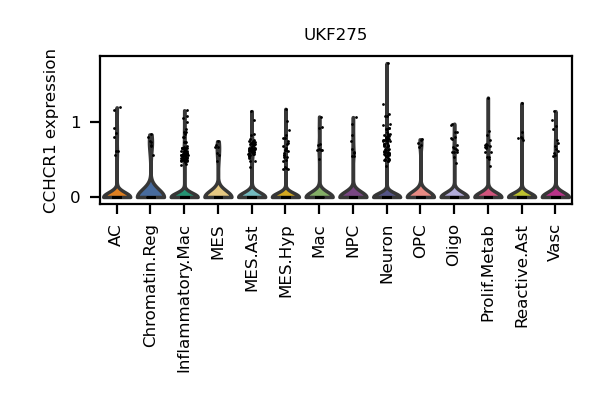 UKF275
CCHCR1 expression
1
0
AC
Chromatin.Reg
Inflammatory.Mac
MES
MES.Ast
MES.Hyp
Mac
NPC
Neuron
OPC
Oligo
Prolif.Metab
Reactive.Ast
Vasc